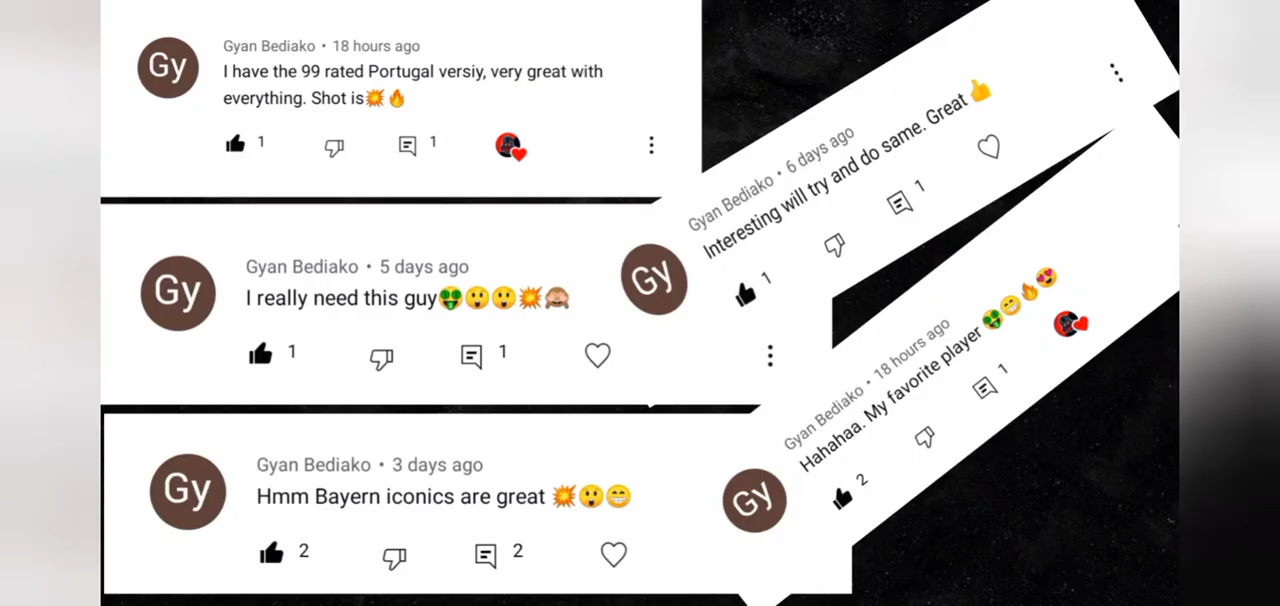 Gy
Gyan Bediako • 18 hours ago
I have the 99 rated Portugal versiy, very great with
everything. Shot is💥🔥
1
1
Gy
Gyan Bediako • 5 days ago
I really need this guy🤑😲😲💥🙈
1
1
Gy
Gyan Bediako • 3 days ago
Hmm Bayern iconics are great 💥😲😁
2
2
Gy
Gyan Bediako • 6 days ago
Interesting will try and do same. Great👍
1
1
Gy
Gyan Bediako • 18 hours ago
Hahahaa. My favorite player 🤑😁🔥😍
2
1